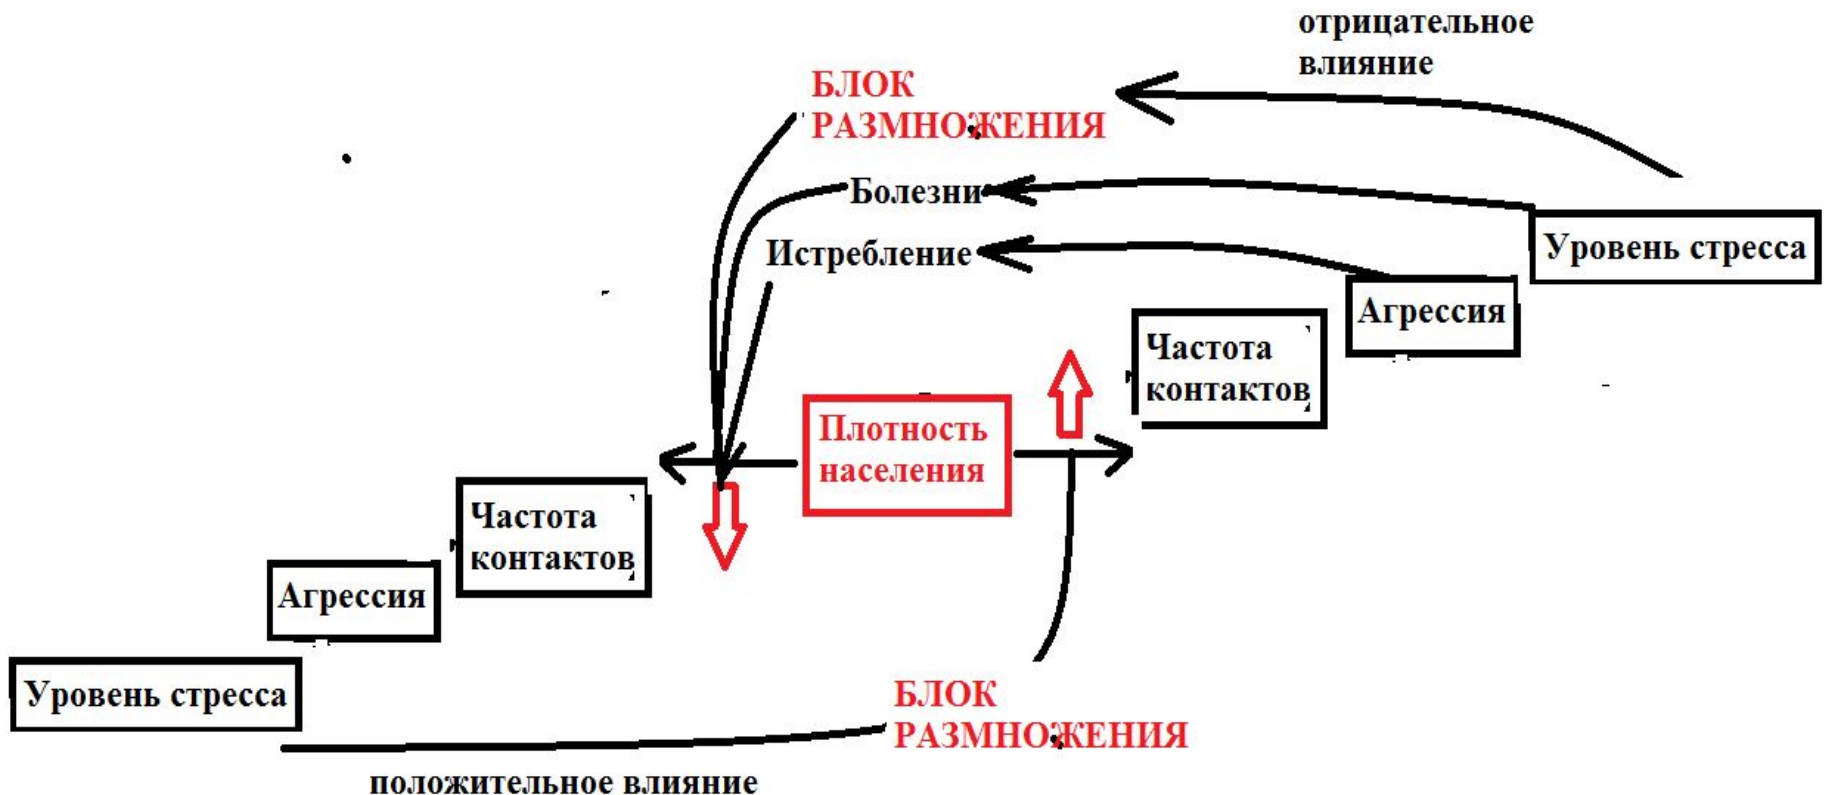 отрицательное
влияние
БЛОК
РАЗМНОЖЕНИЯ
Болезни
Истребление
Уровень стресса
Агрессия
Частота
контактов
Плотность
населения
Частота
контактов
Агрессия
Уровень стресса
БЛОК
РАЗМНОЖЕНИЯ
положительное влияние